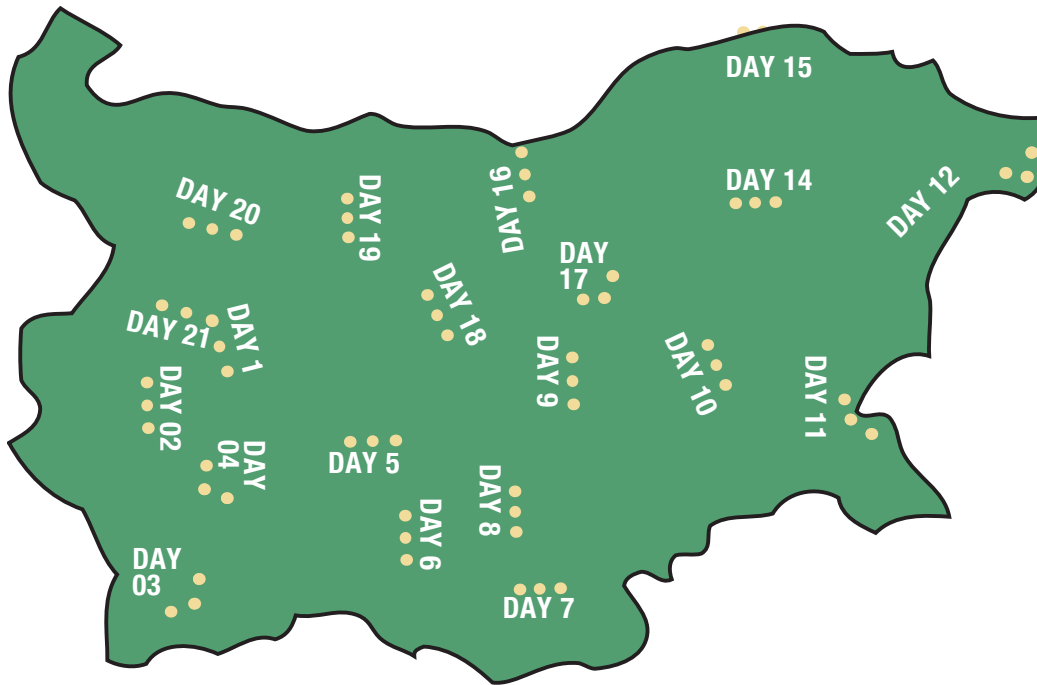 DAY 15
DAY 16
DAY 14
DAY 12
DAY 20
DAY 19
DAY
17
DAY 18
DAY 21
DAY 1
DAY 9
DAY 10
DAY 11
DAY 02
DAY
04
DAY 5
DAY 8
DAY 6
DAY
03
DAY 7